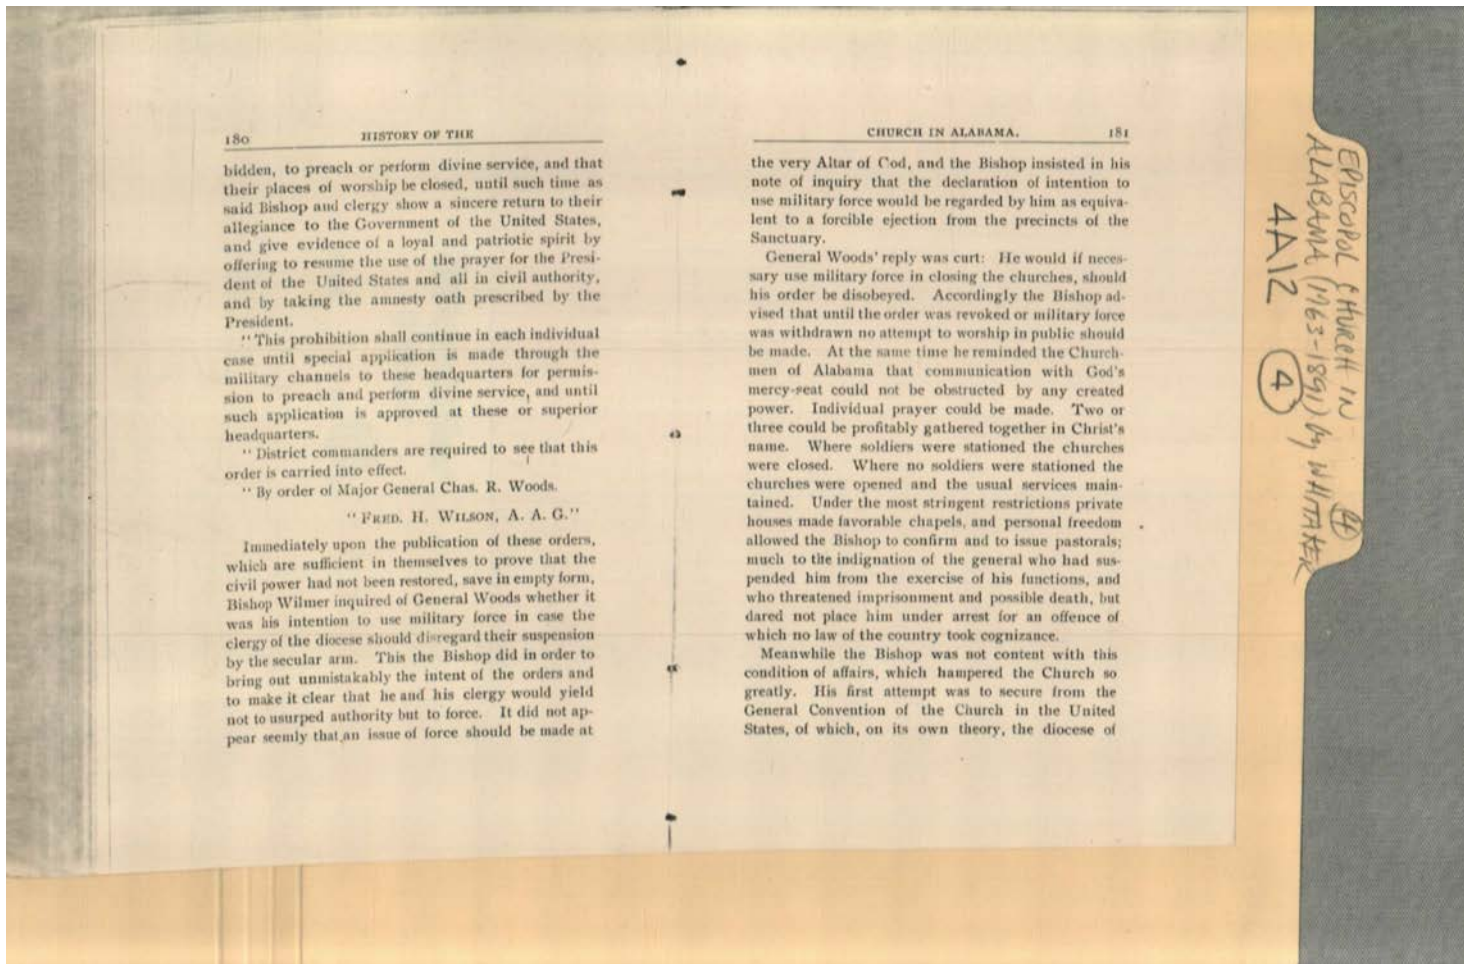 180 HISTORY OF THE
bidden, to preach or perform divine service, and that
their places of worship be closed, until such time as
said Bishop and clergy show a sincere return to their
allegiance to the Government of the United States,
and give evidence of a loyal and patriotic spirit by
offering to resume the use of the prayer for the Presi-
dent of the United States and all in civil authority,
and by taking the amnesty oath prescribed by the
President.
"This prohibition shall continue in each individual
case until special application is made through the
military channels to these headquarters for permis-
sion to preach and perform divine service, and until
such application is approved at these or superior
headquarters.
"District commanders are required to see that this
order is carried into effect.
"By order of Major General Chas. R. Woods.
"FRED. H. WILSON, A. A. G."
Immediately upon the publication of these orders,
which are sufficient in themselves to prove that the
civil power had not been restored, save in empty form,
Bishop Wilmer inquired of General Woods whether it
was his intention to use military force in case the
clergy of the diocese should disregard their suspension
by the secular arm. This the Bishop did in order to
bring out unmistakably the intent of the orders and
to make it clear that he and his clergy would yield
not to usurped authority but to force. It did not ap-
pear seemly that an issue of force should be made at
CHURCH IN ALABAMA. 181
the very Altar of God, and the Bishop insisted in his
note of inquiry that the declaration of intention to
use military force would be regarded by him as equiva-
lent to a forcible ejection from the precincts of the
Sanctuary.
General Woods' reply was curt: He would if neces-
sary use military force in closing the churches, should
his order be disobeyed. Accordingly the Bishop ad-
vised that until the order was revoked or military force
was withdrawn no attempt to worship in public should
be made. At the same time he reminded the Church-
men of Alabama that communication with God's
mercy-seat could not be obstructed by any created
power. Individual prayer could be made. Two or
three could be profitably gathered together in Christ's
name. Where soldiers were stationed the churches
were closed. Where no soldiers were stationed the
churches were opened and the usual services main-
tained. Under the most stringent restrictions private
houses made favorable chapels, and personal freedom
allowed the Bishop to confirm and to issue pastorals;
much to the indignation of the general who had sus-
pended him from the exercise of his functions, and
who threatened imprisonment and possible death, but
dared not place him under arrest for an offence of
which no law of the country took cognizance.
Meanwhile the Bishop was not content with this
condition of affairs, which hampered the Church so
greatly. His first attempt was to secure from the
General Convention of the Church in the United
States, of which, on its own theory, the diocese of
EPISCOPOL CHURCH IN
ALABAMA (1763-1891) by WHITAKER
4A12 4